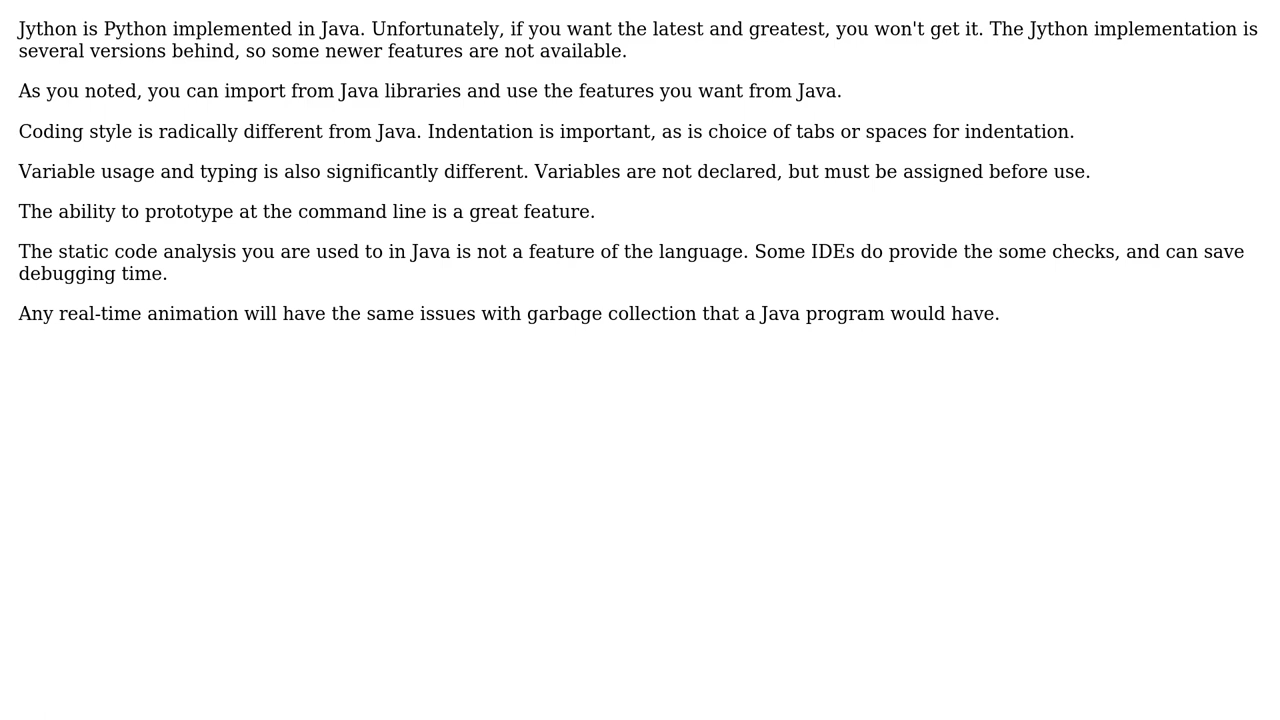 Jython is Python implemented in Java. Unfortunately, if you want the latest and greatest, you won't get it. The Jython implementation is
several versions behind, so some newer features are not available.
As you noted, you can import from Java libraries and use the features you want from Java.
Coding style is radically different from Java. Indentation is important, as is choice of tabs or spaces for indentation.
Variable usage and typing is also significantly different. Variables are not declared, but must be assigned before use.
The ability to prototype at the command line is a great feature.
The static code analysis you are used to in Java is not a feature of the language. Some IDEs do provide the some checks, and can save
debugging time.
Any real-time animation will have the same issues with garbage collection that a Java program would have.